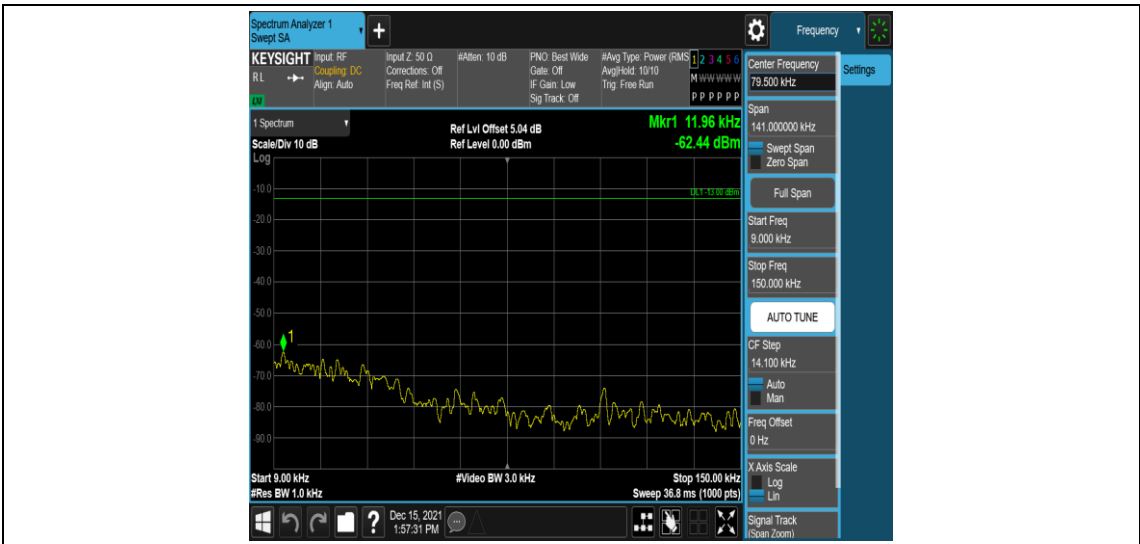 Spectrum Analyzer 1
Swept SA
Frequency
KEYSIGHT
RL
LXI
Input: RF
Coupling: DC
Align: Auto
Input Z: 50 Ω
Corrections: Off
Freq Ref: Int (S)
#Atten: 10 dB
PNO: Best Wide
Gate: Off
IF Gain: Low
Sig Track: Off
#Avg Type: Power (RMS
Avg|Hold: 10/10
Trig: Free Run
1 2 3 4 5 6
M W W W W W
P P P P P P
1 Spectrum
Scale/Div 10 dB
Log
Ref Lvl Offset 5.04 dB
Ref Level 0.00 dBm
Mkr1 11.96 kHz
-62.44 dBm
DL1 -13.00 dBm
-10.0
-20.0
-30.0
-40.0
-50.0
-60.0
-70.0
-80.0
-90.0
1
Start 9.00 kHz
#Res BW 1.0 kHz
#Video BW 3.0 kHz
Stop 150.00 kHz
Sweep 36.8 ms (1000 pts)
?
Dec 15, 2021
1:57:31 PM
Center Frequency
79.500 kHz
Settings
Span
141.000000 kHz
Swept Span
Zero Span
Full Span
Start Freq
9.000 kHz
Stop Freq
150.000 kHz
AUTO TUNE
CF Step
14.100 kHz
Auto
Man
Freq Offset
0 Hz
X Axis Scale
Log
Lin
Signal Track
(Span Zoom)